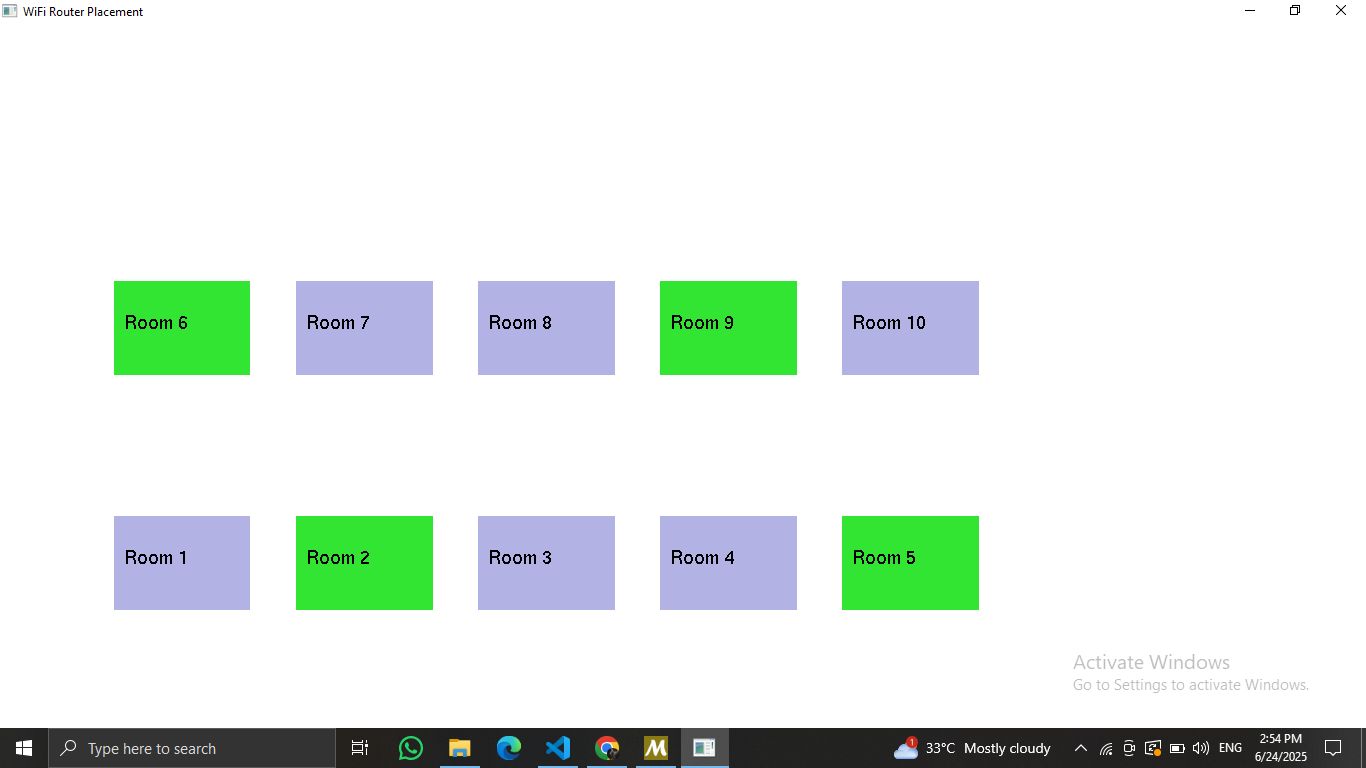 WiFi Router Placement
Room 6
Room 7
Room 8
Room 9
Room 10
Room 1
Room 2
Room 3
Room 4
Room 5
Activate Windows
Go to Settings to activate Windows.
Type here to search
M
1
33°C Mostly cloudy
ENG
2:54 PM
6/24/2025